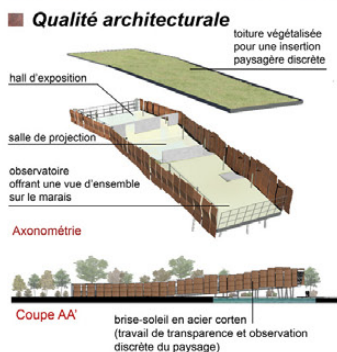 Qualité architecturale
toiture végétalisée
pour une insertion
paysagère discrète
hall d'exposition
salle de projection
observatoire
offrant une vue d'ensemble
sur le marais
Axonométrie
Coupe AA'
brise-soleil en acier corten
(travail de transparence et observation
discrète du paysage)